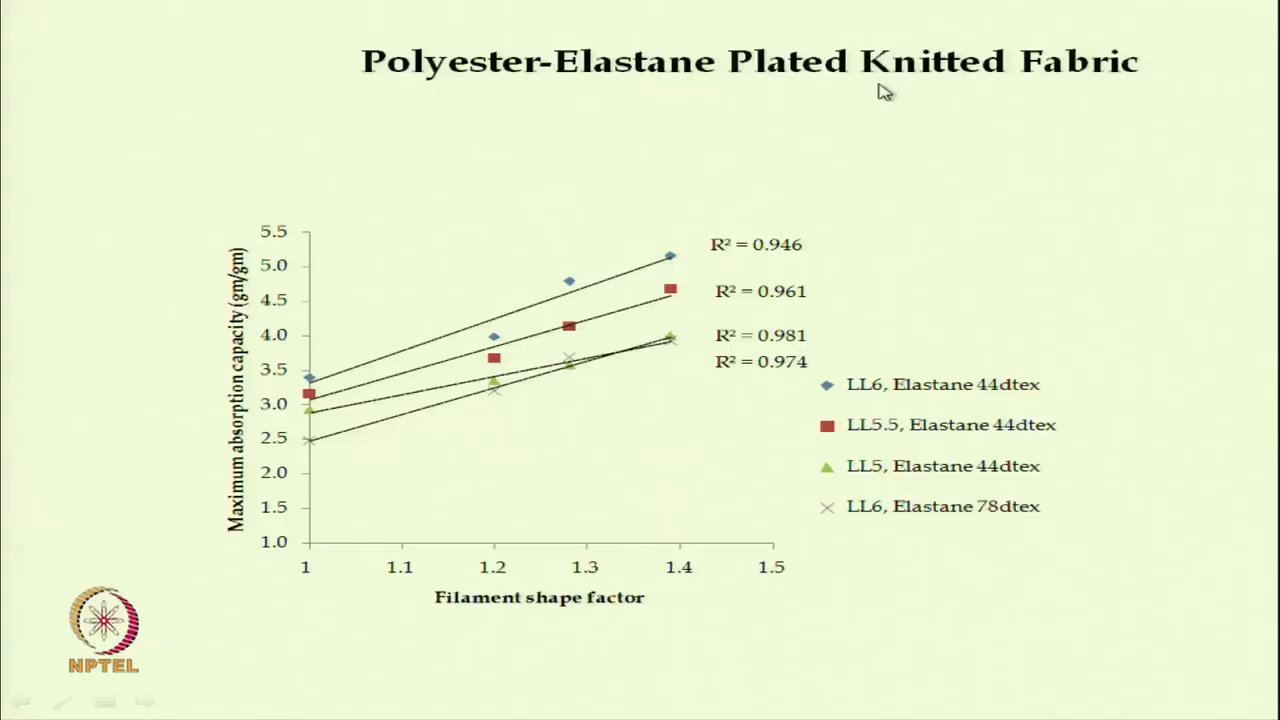 Polyester-Elastane Plated Knitted Fabric
Maximum absorption capacity (gm/gm)
5.5
5.0
4.5
4.0
3.5
3.0
2.5
2.0
1.5
1.0
1 1.1 1.2 1.3 1.4 1.5
Filament shape factor
R² = 0.946
R² = 0.961
R² = 0.981
R² = 0.974
LL6, Elastane 44dtex
LL5.5, Elastane 44dtex
LL5, Elastane 44dtex
LL6, Elastane 78dtex
NPTEL